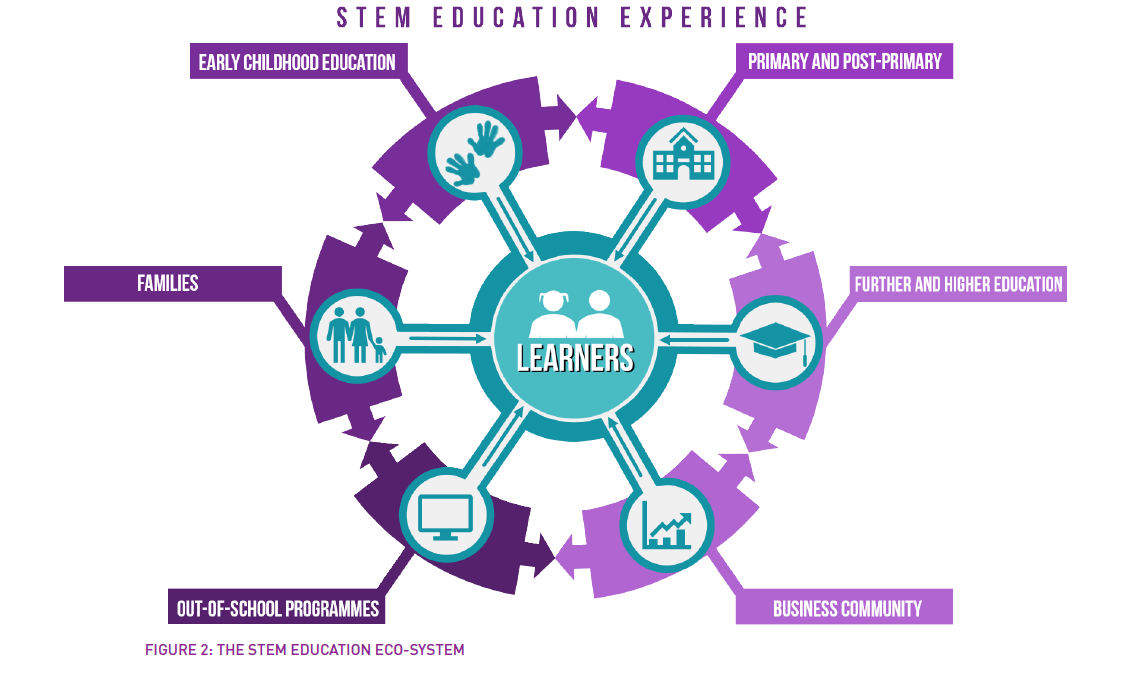 STEM EDUCATION EXPERIENCE
EARLY CHILDHOOD EDUCATION
PRIMARY AND POST-PRIMARY
FAMILIES
FURTHER AND HIGHER EDUCATION
LEARNERS
OUT-OF-SCHOOL PROGRAMMES
BUSINESS COMMUNITY
FIGURE 2: THE STEM EDUCATION ECO-SYSTEM